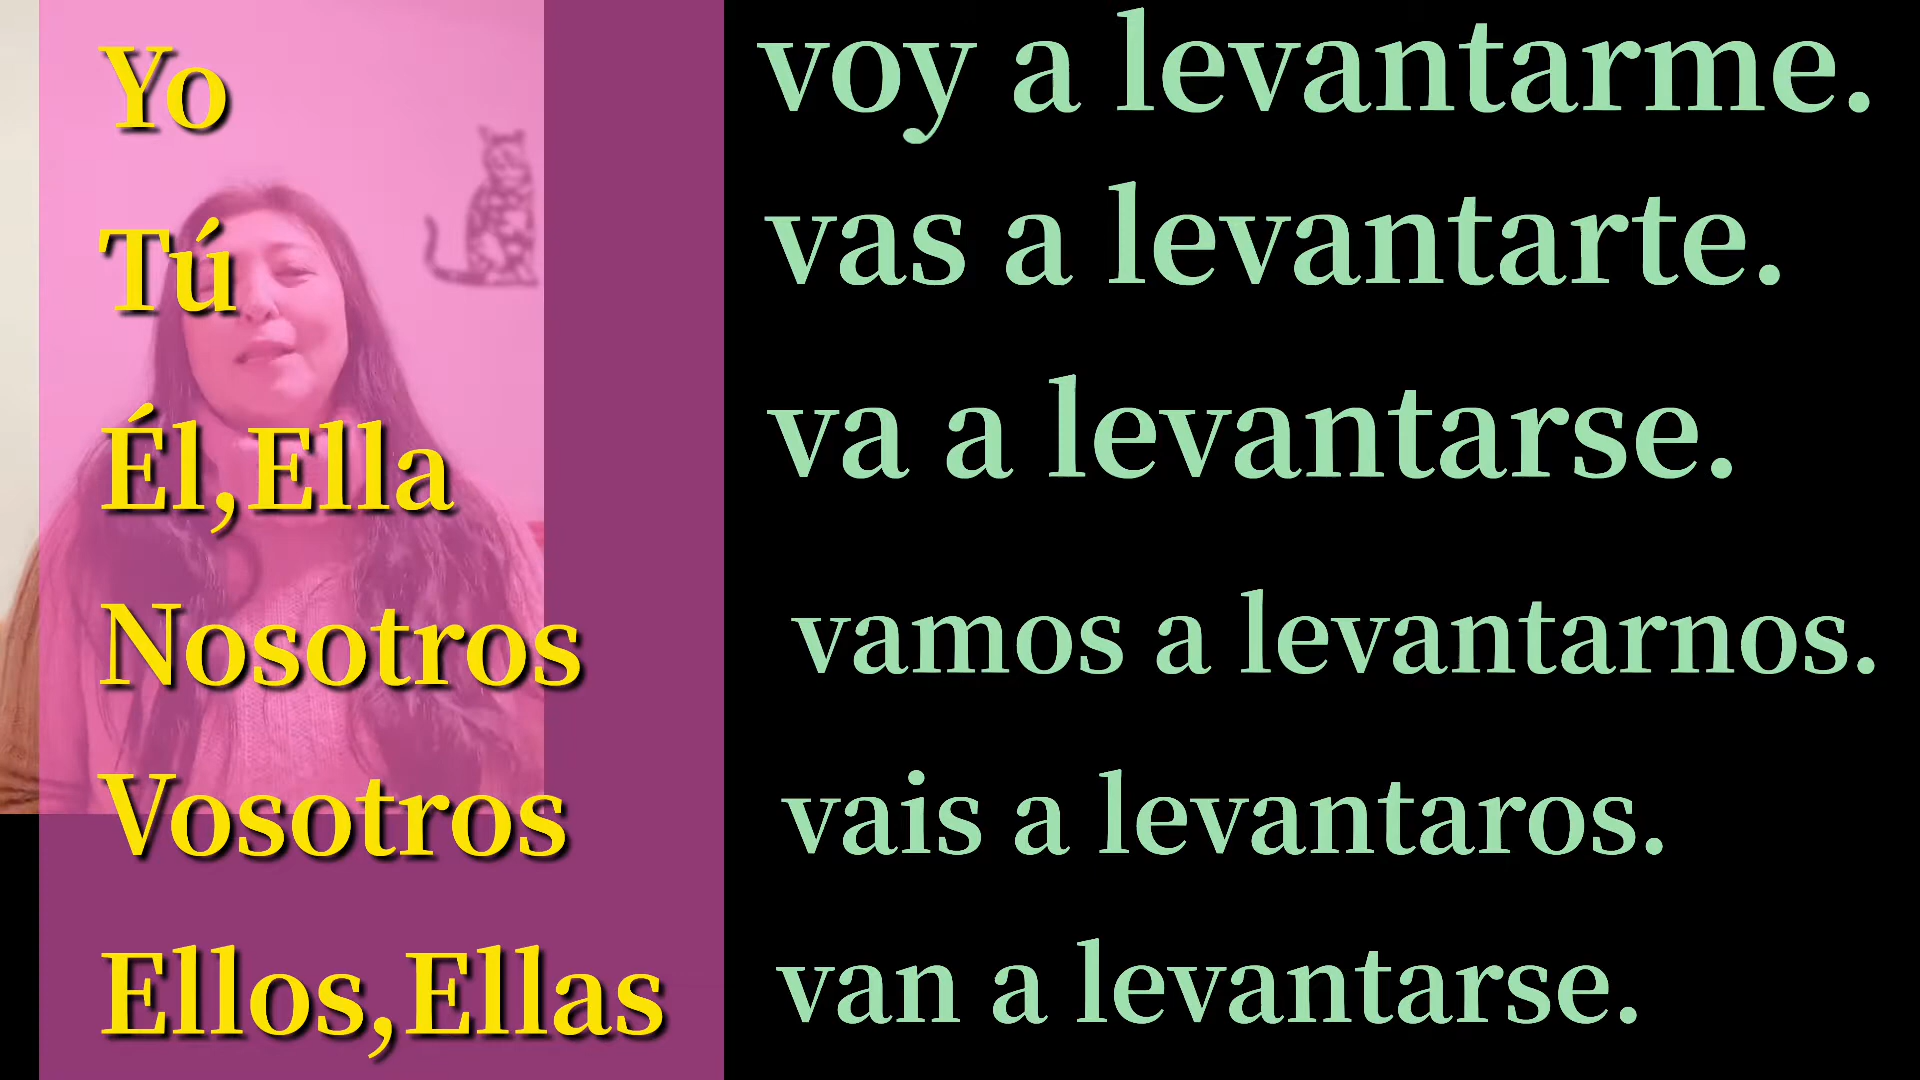 Yo voy a levantarme.
Tú vas a levantarte.
Él,Ella va a levantarse.
Nosotros vamos a levantarnos.
Vosotros vais a levantaros.
Ellos,Ellas van a levantarse.